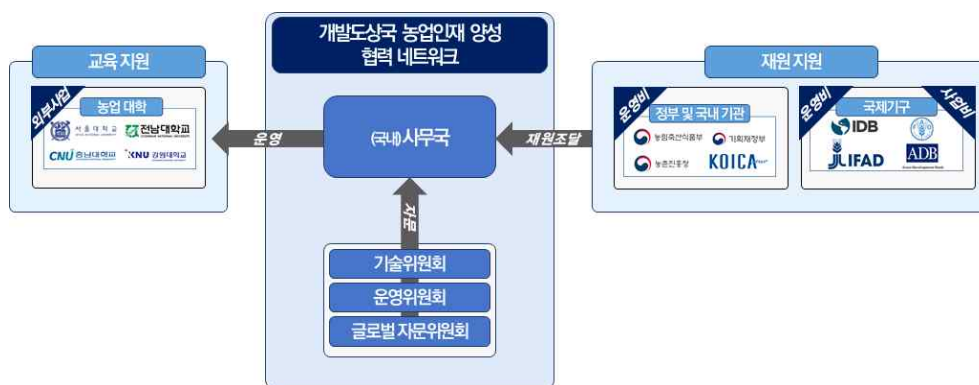 개발도상국 농업인재 양성
협력 네트워크
교육 지원
외부사업
농업 대학
서울대학교
전남대학교
CNU 충남대학교
KNU 강원대학교
운영
(국내) 사무국
재원조달
자문
기술위원회
운영위원회
글로벌 자문위원회
재원 지원
운영비
정부 및 국내 기관
농림축산식품부
기획재정부
농촌진흥청
KOICA
운영비
사업비
국제기구
IDB
IFAD
ADB